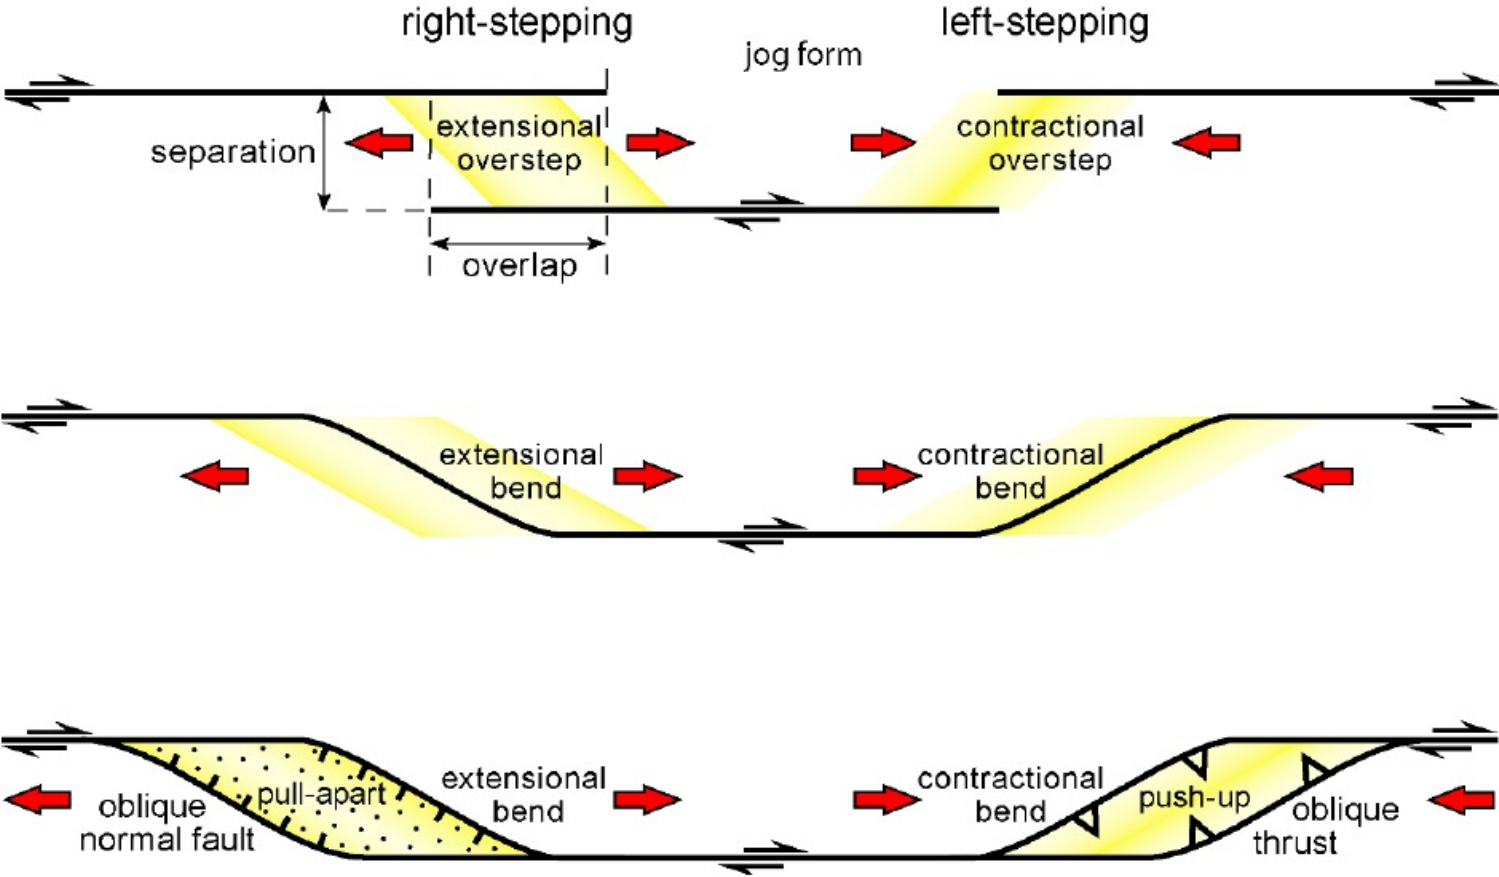 right-stepping
left-stepping
jog form
separation
extensional
overstep
contractional
overstep
overlap
extensional
bend
contractional
bend
oblique
normal fault
pull-apart
extensional
bend
contractional
bend
push-up
oblique
thrust